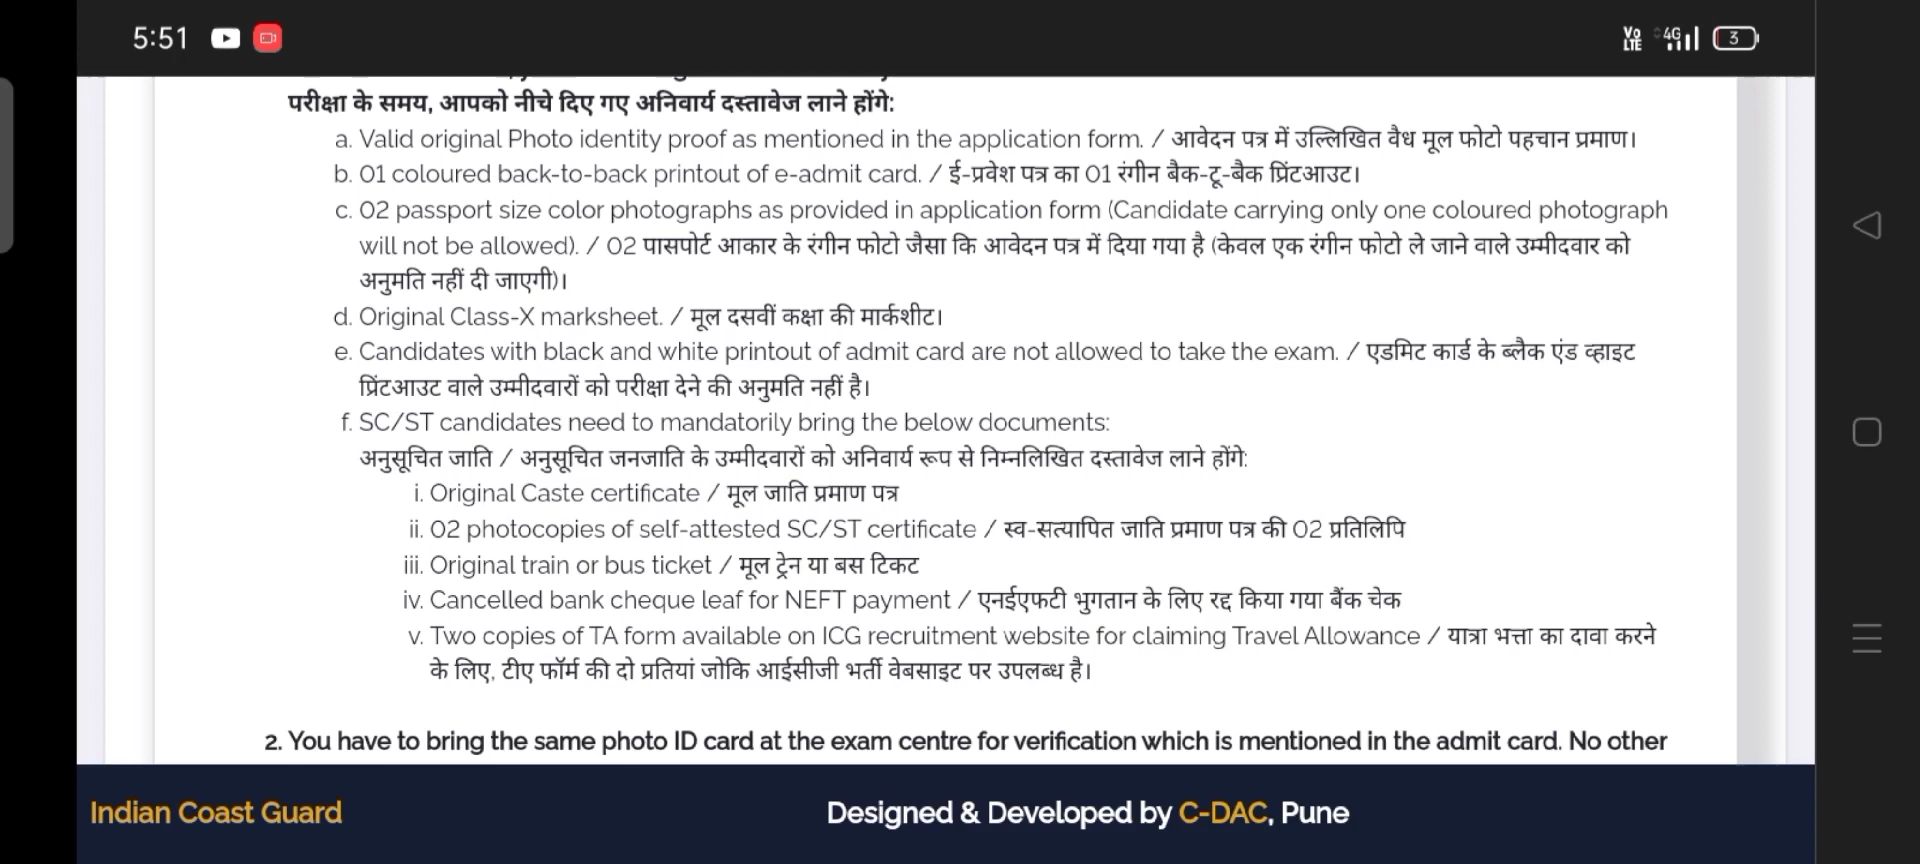 5:51
Vo LTE 4G 3
परीक्षा के समय, आपको नीचे दिए गए अनिवार्य दस्तावेज लाने होंगे:
a. Valid original Photo identity proof as mentioned in the application form. / आवेदन पत्र में उल्लिखित वैध मूल फोटो पहचान प्रमाण।
b. 01 coloured back-to-back printout of e-admit card. / ई-प्रवेश पत्र का 01 रंगीन बैक-टू-बैक प्रिंटआउट।
c. 02 passport size color photographs as provided in application form (Candidate carrying only one coloured photograph
will not be allowed). / 02 पासपोर्ट आकार के रंगीन फोटो जैसा कि आवेदन पत्र में दिया गया है (केवल एक रंगीन फोटो ले जाने वाले उम्मीदवार को
अनुमति नहीं दी जाएगी)।
d. Original Class-X marksheet. / मूल दसवीं कक्षा की मार्कशीट।
e. Candidates with black and white printout of admit card are not allowed to take the exam. / एडमिट कार्ड के ब्लैक एंड व्हाइट
प्रिंटआउट वाले उम्मीदवारों को परीक्षा देने की अनुमति नहीं है।
f. SC/ST candidates need to mandatorily bring the below documents:
अनुसूचित जाति / अनुसूचित जनजाति के उम्मीदवारों को अनिवार्य रूप से निम्नलिखित दस्तावेज लाने होंगे:
i. Original Caste certificate / मूल जाति प्रमाण पत्र
ii. 02 photocopies of self-attested SC/ST certificate / स्व-सत्यापित जाति प्रमाण पत्र की 02 प्रतिलिपि
iii. Original train or bus ticket / मूल ट्रेन या बस टिकट
iv. Cancelled bank cheque leaf for NEFT payment / एनईएफटी भुगतान के लिए रद्द किया गया बैंक चेक
v. Two copies of TA form available on ICG recruitment website for claiming Travel Allowance / यात्रा भत्ता का दावा करने
के लिए, टीए फॉर्म की दो प्रतियां जोकि आईसीजी भर्ती वेबसाइट पर उपलब्ध है।
2. You have to bring the same photo ID card at the exam centre for verification which is mentioned in the admit card. No other
Indian Coast Guard
Designed & Developed by C-DAC, Pune